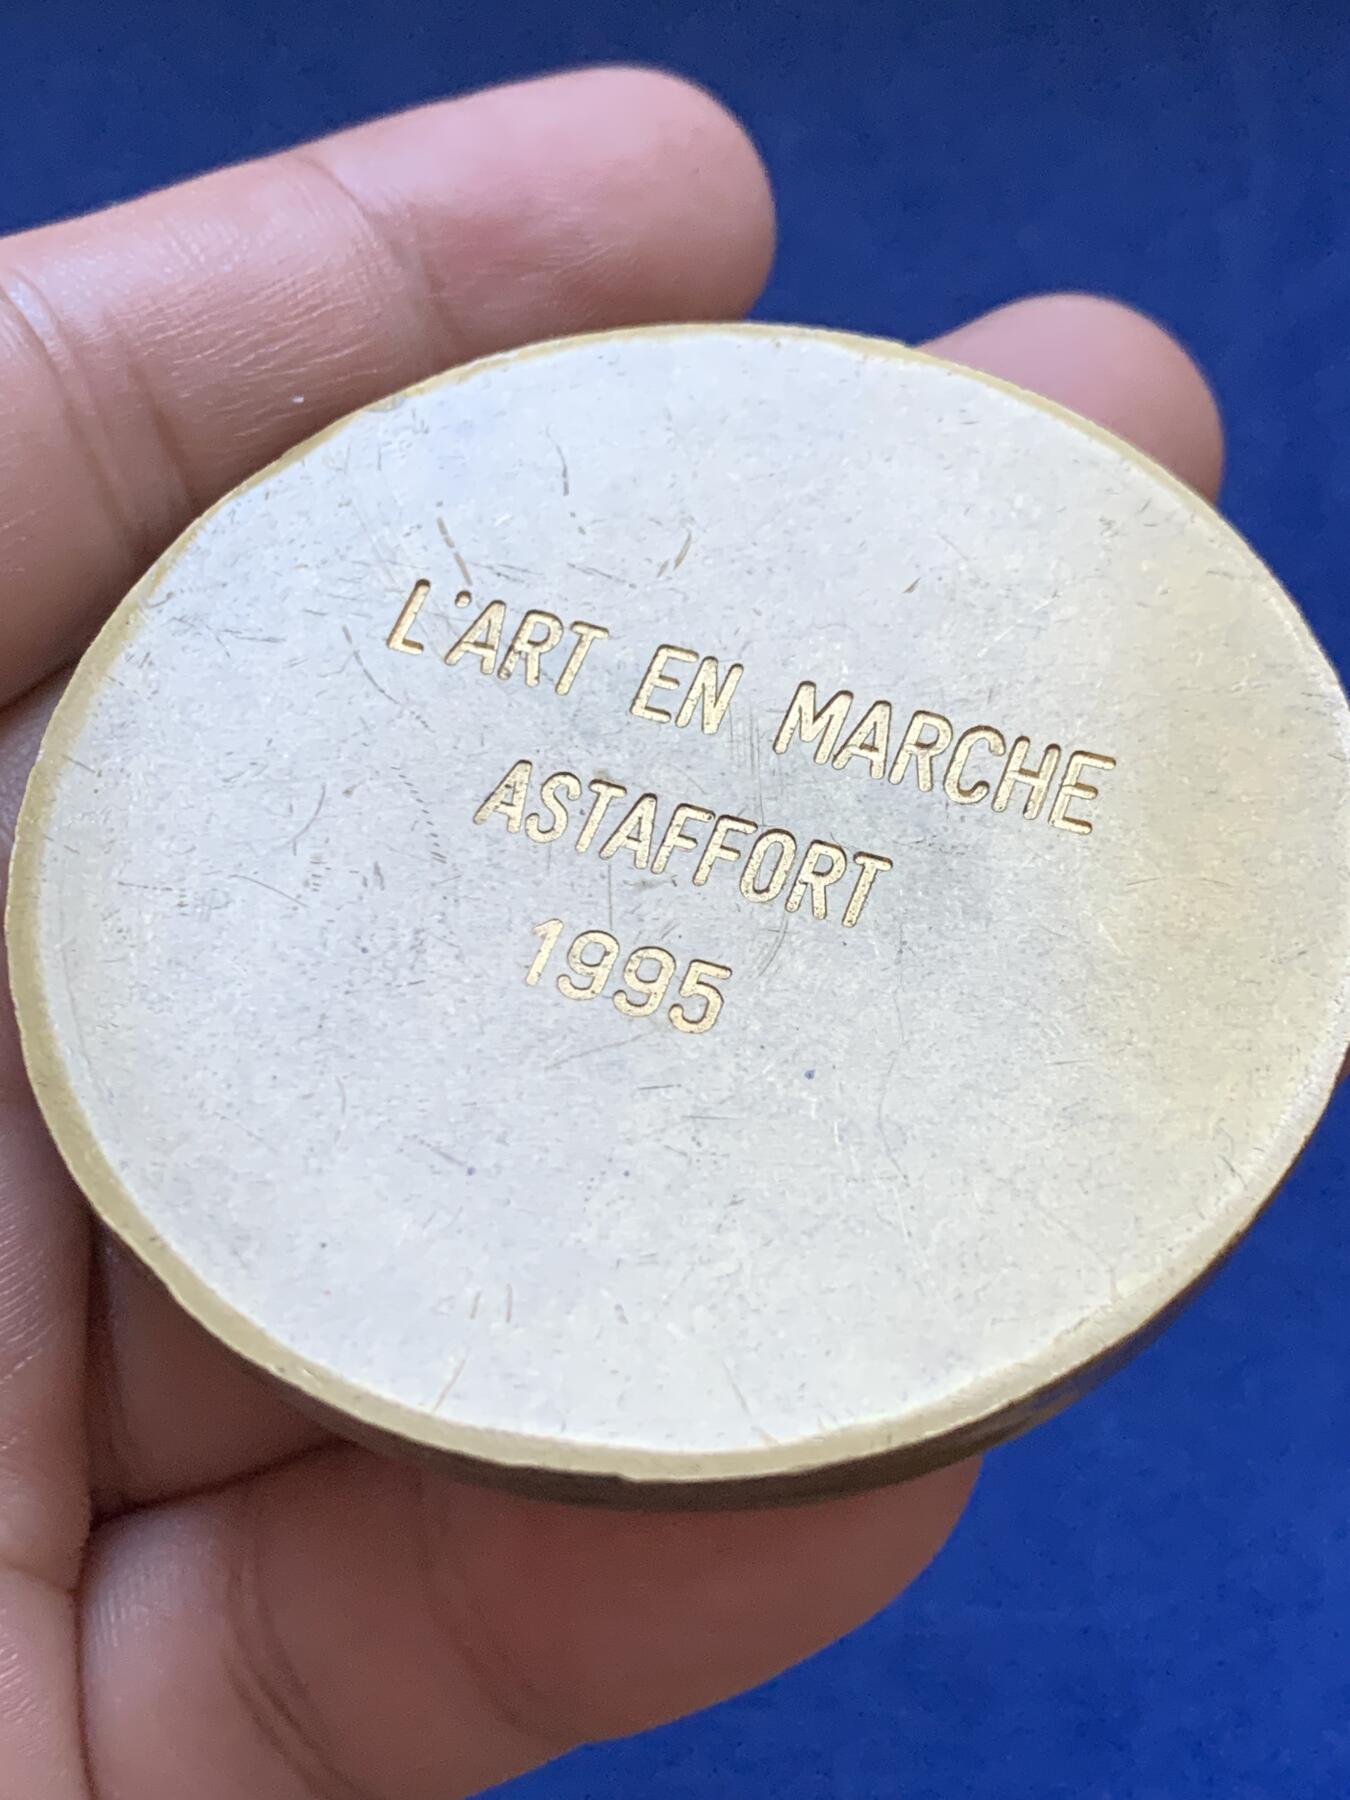 L'ART EN MARCHE
ASTAFFORT
1995